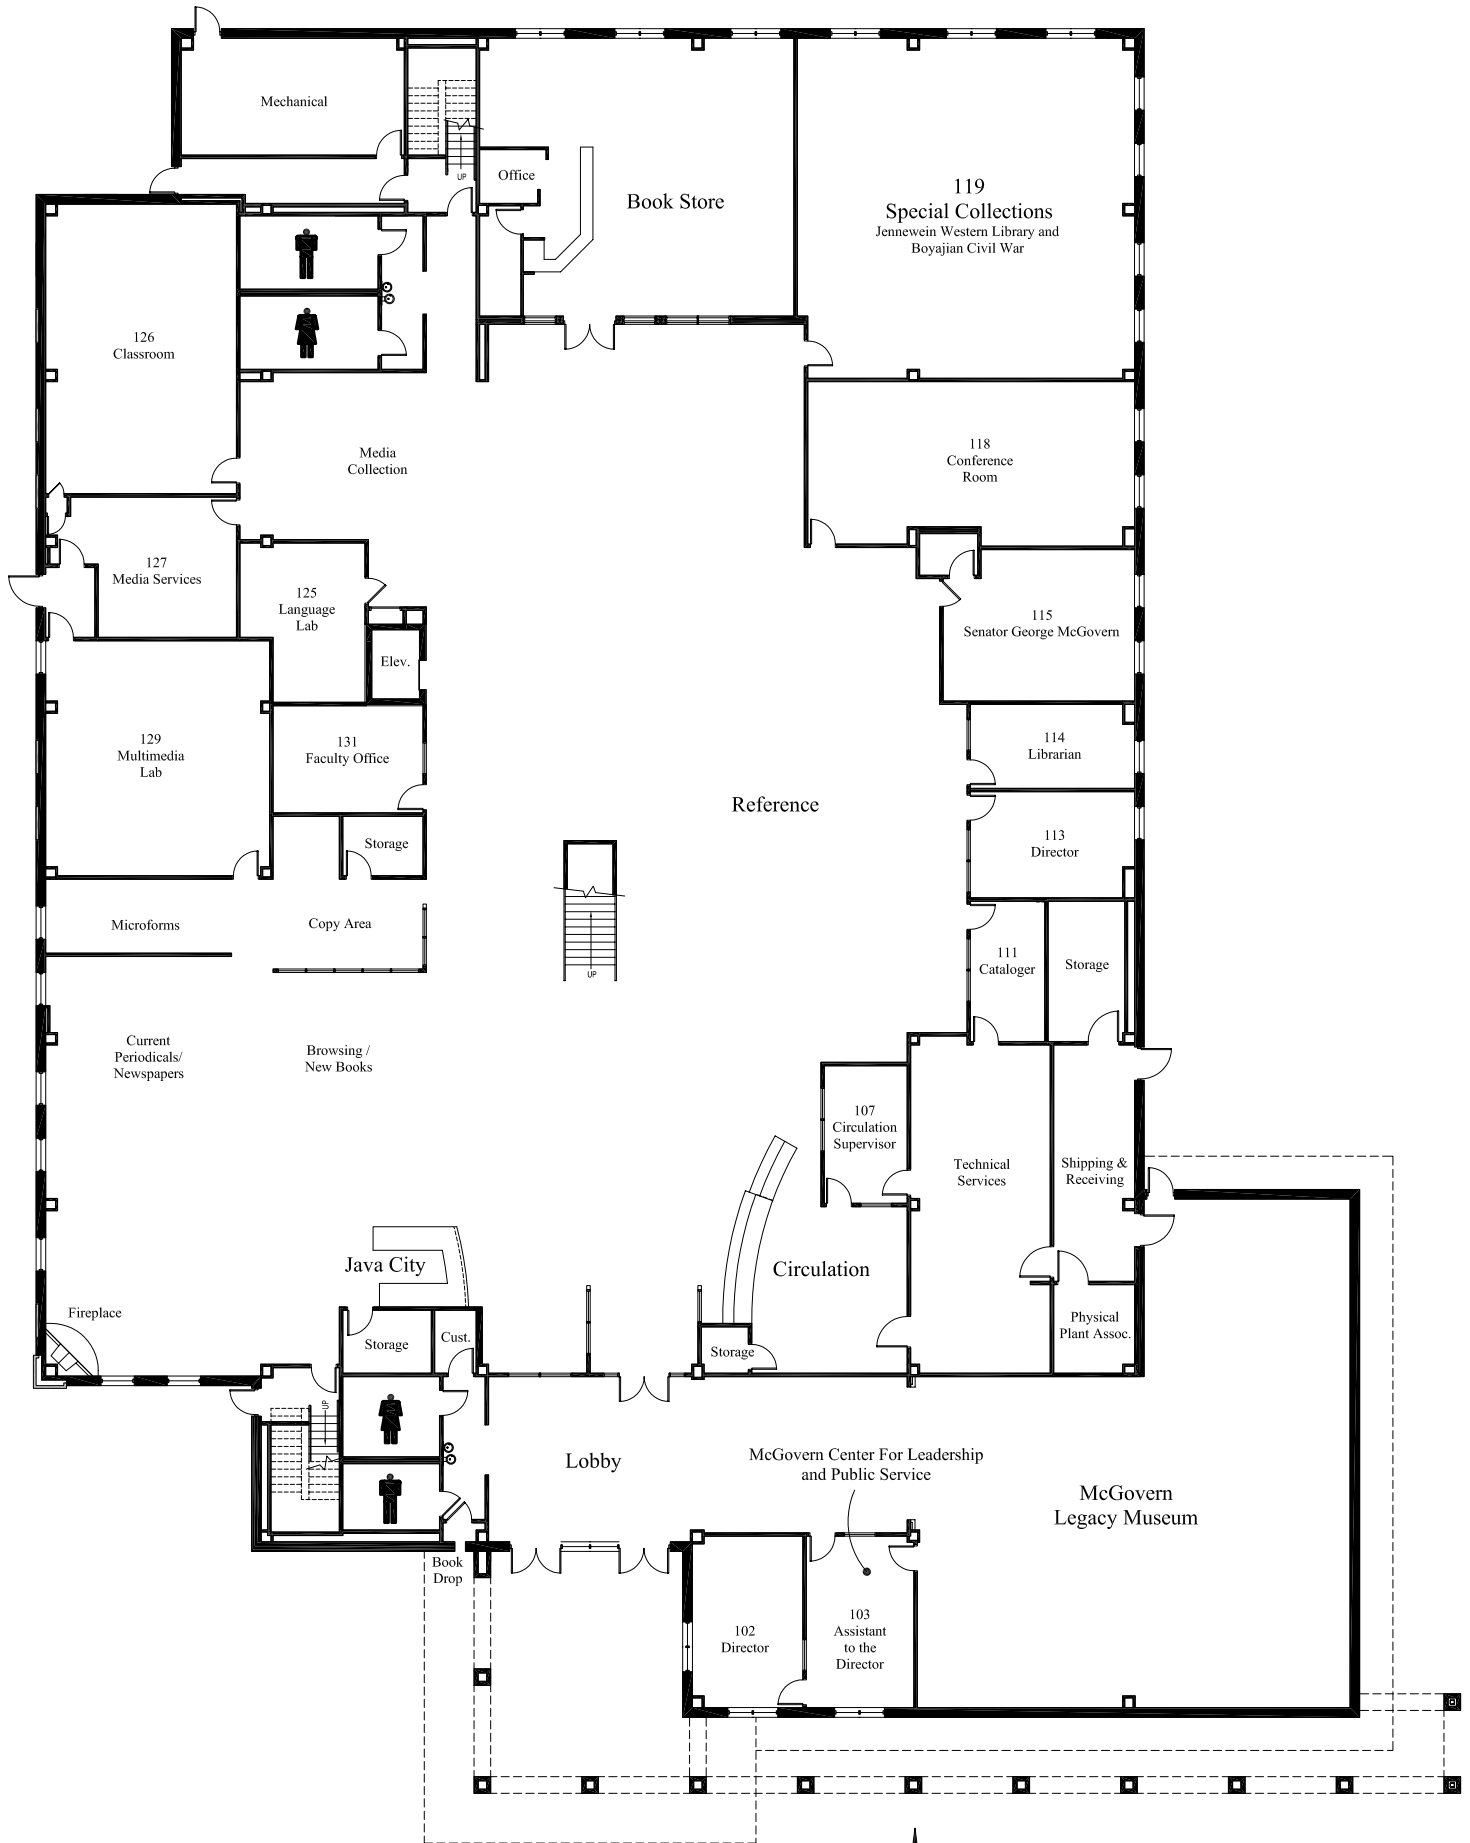 Mechanical
UP
Office
Book Store
119
Special Collections
Jennewein Western Library and
Boyajian Civil War
126
Classroom
Media
Collection
118
Conference
Room
127
Media Services
125
Language
Lab
115
Senator George McGovern
Elev.
129
Multimedia
Lab
131
Faculty Office
114
Librarian
Reference
113
Director
Storage
Microforms
Copy Area
111
Cataloger
Storage
UP
Current
Periodicals/
Newspapers
Browsing /
New Books
107
Circulation
Supervisor
Technical
Services
Shipping &
Receiving
Java City
Circulation
Fireplace
Storage
Cust.
Storage
Physical
Plant Assoc.
UP
Lobby
McGovern Center For Leadership
and Public Service
McGovern
Legacy Museum
Book
Drop
102
Director
103
Assistant
to the
Director